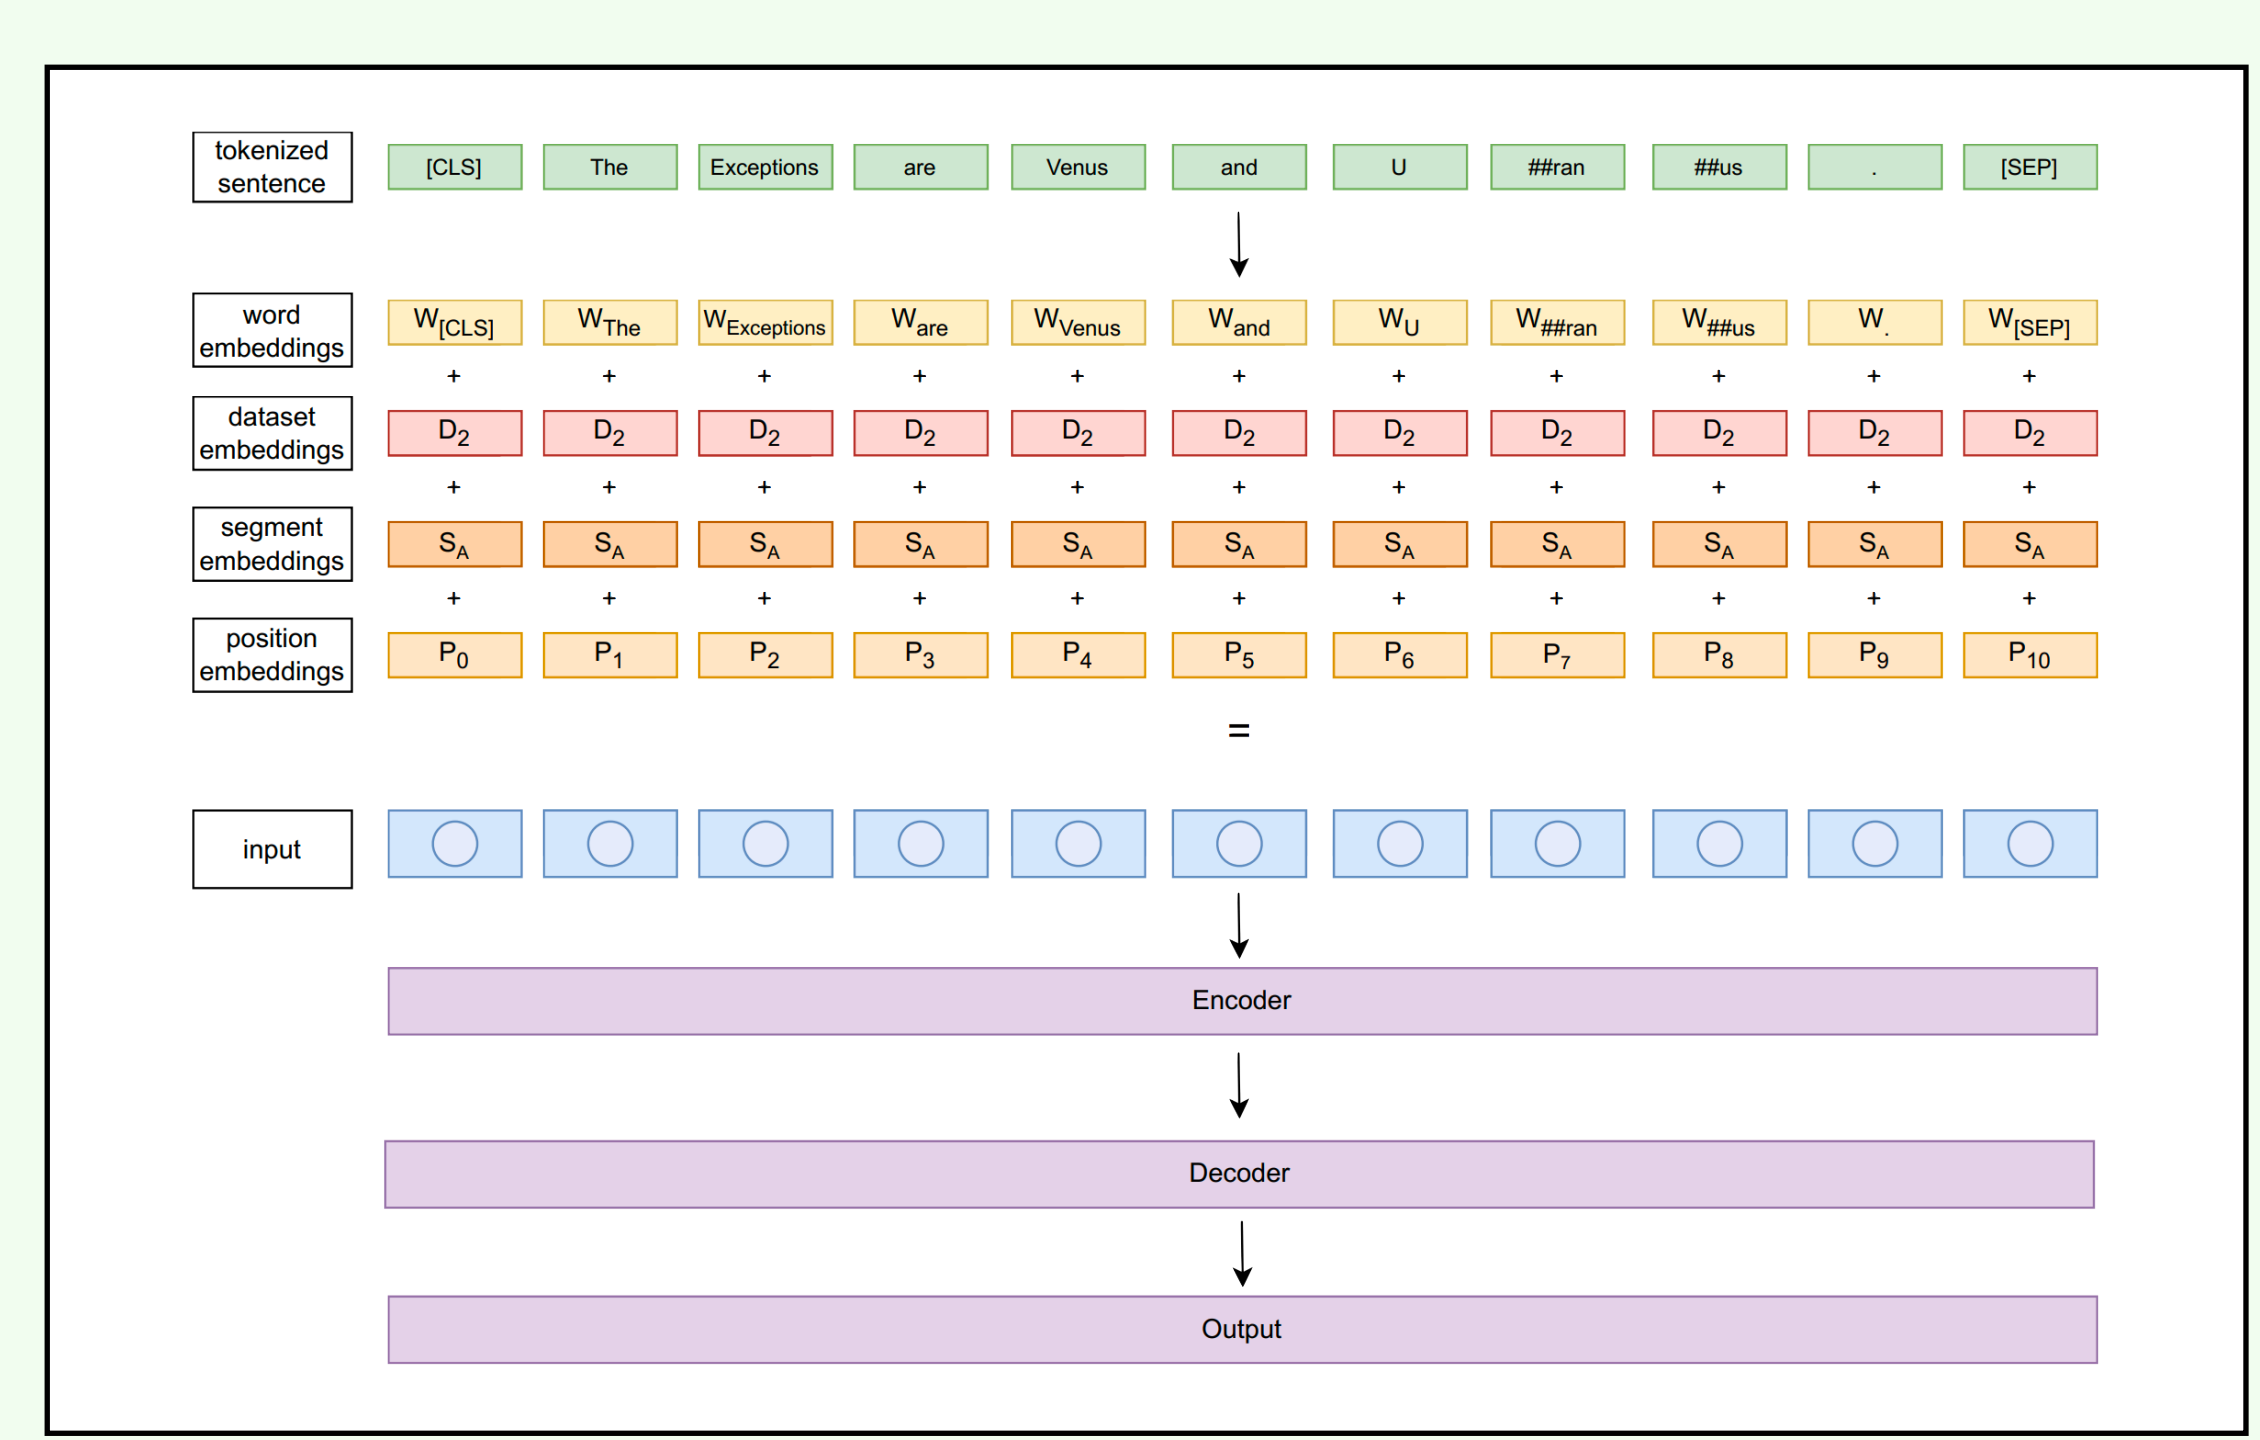 tokenized
sentence
[CLS] The Exceptions are Venus and U ##ran ##us . [SEP]
word
embeddings
W[CLS] WThe WExceptions Ware WVenus Wand WU W##ran W##us W. W[SEP]
+ + + + + + + + + + +
dataset
embeddings
D2 D2 D2 D2 D2 D2 D2 D2 D2 D2 D2
+ + + + + + + + + + +
segment
embeddings
SA SA SA SA SA SA SA SA SA SA SA
+ + + + + + + + + + +
position
embeddings
P0 P1 P2 P3 P4 P5 P6 P7 P8 P9 P10
=
input
Encoder
Decoder
Output